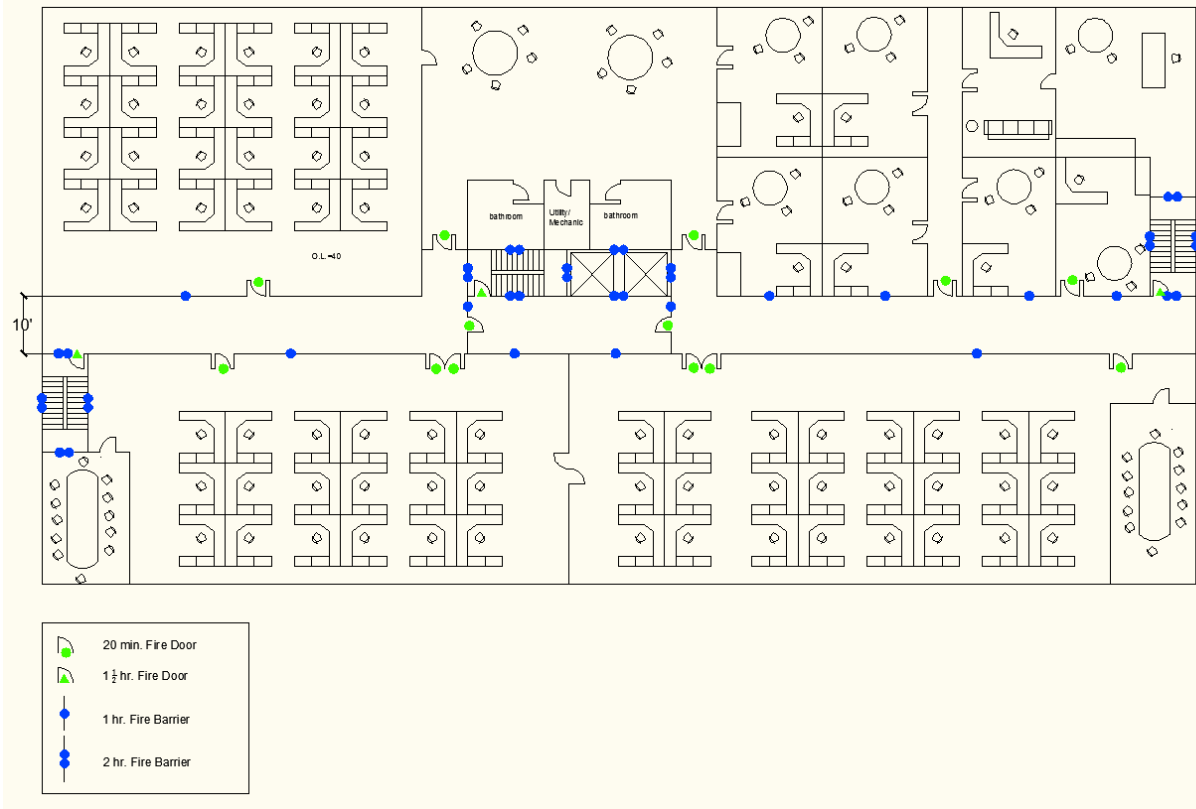 bathroom
Utility/
Mechanic
bathroom
O.L.=40
10'
20 min. Fire Door
1 ½ hr. Fire Door
1 hr. Fire Barrier
2 hr. Fire Barrier